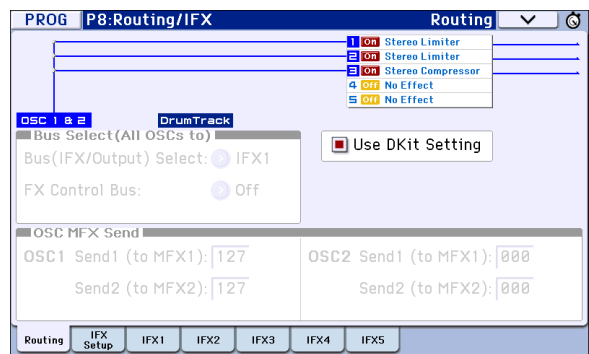 PROG P8:Routing/IFX Routing
1 On Stereo Limiter
2 On Stereo Limiter
3 On Stereo Compressor
4 Off No Effect
5 Off No Effect
OSC 1 & 2 DrumTrack
Bus Select(All OSCs to)
Bus(IFX/Output) Select: IFX1
Use DKit Setting
FX Control Bus: Off
OSC MFX Send
OSC1 Send1 (to MFX1): 127 OSC2 Send1 (to MFX1): 000
Send2 (to MFX2): 127 Send2 (to MFX2): 000
Routing IFX Setup IFX1 IFX2 IFX3 IFX4 IFX5